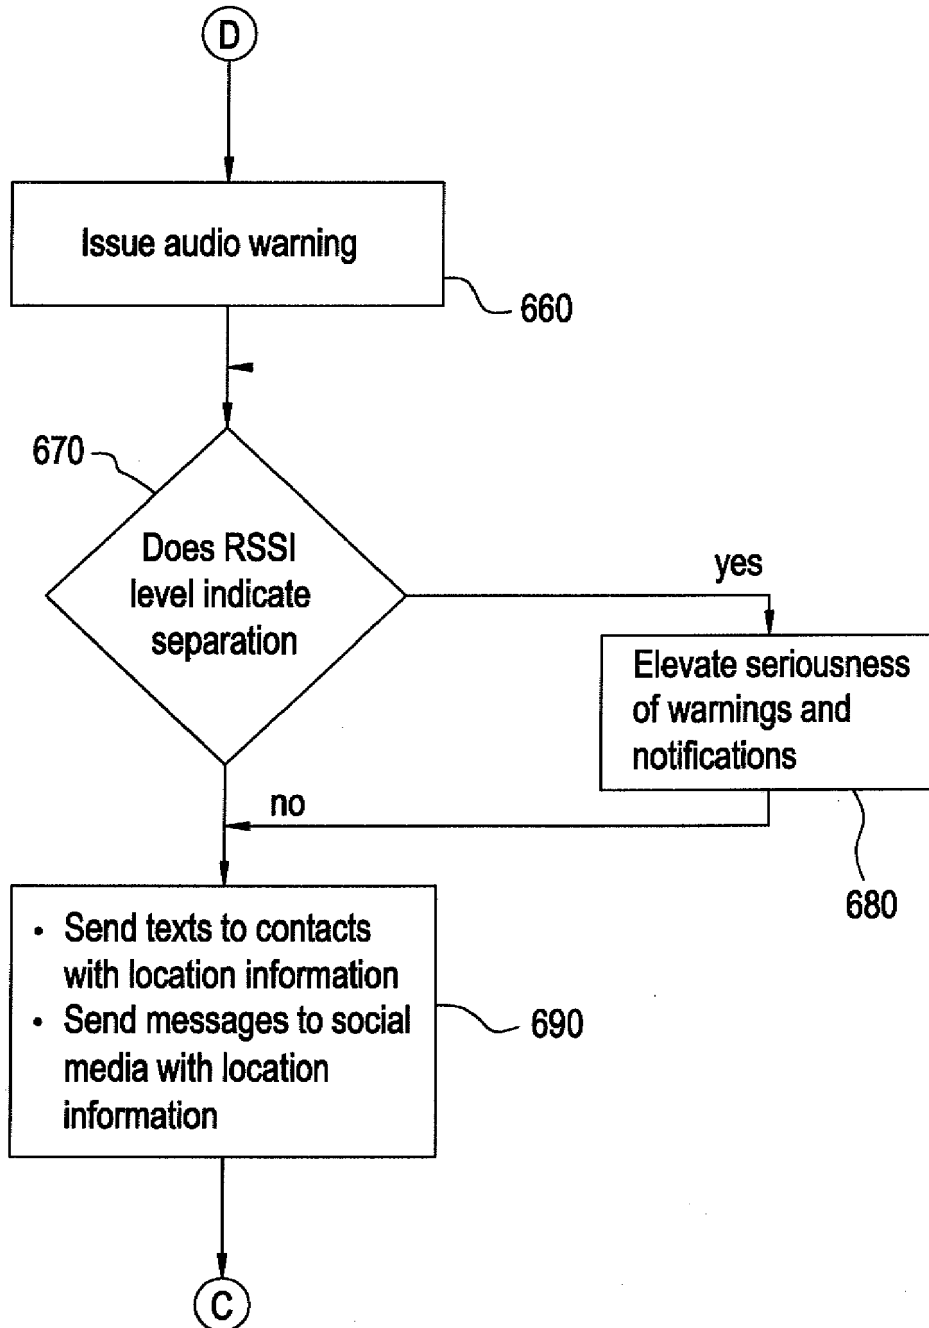 D
Issue audio warning
660
670
Does RSSI
level indicate
separation
yes
Elevate seriousness
of warnings and
notifications
no
680
• Send texts to contacts
with location information
• Send messages to social
media with location
information
690
C